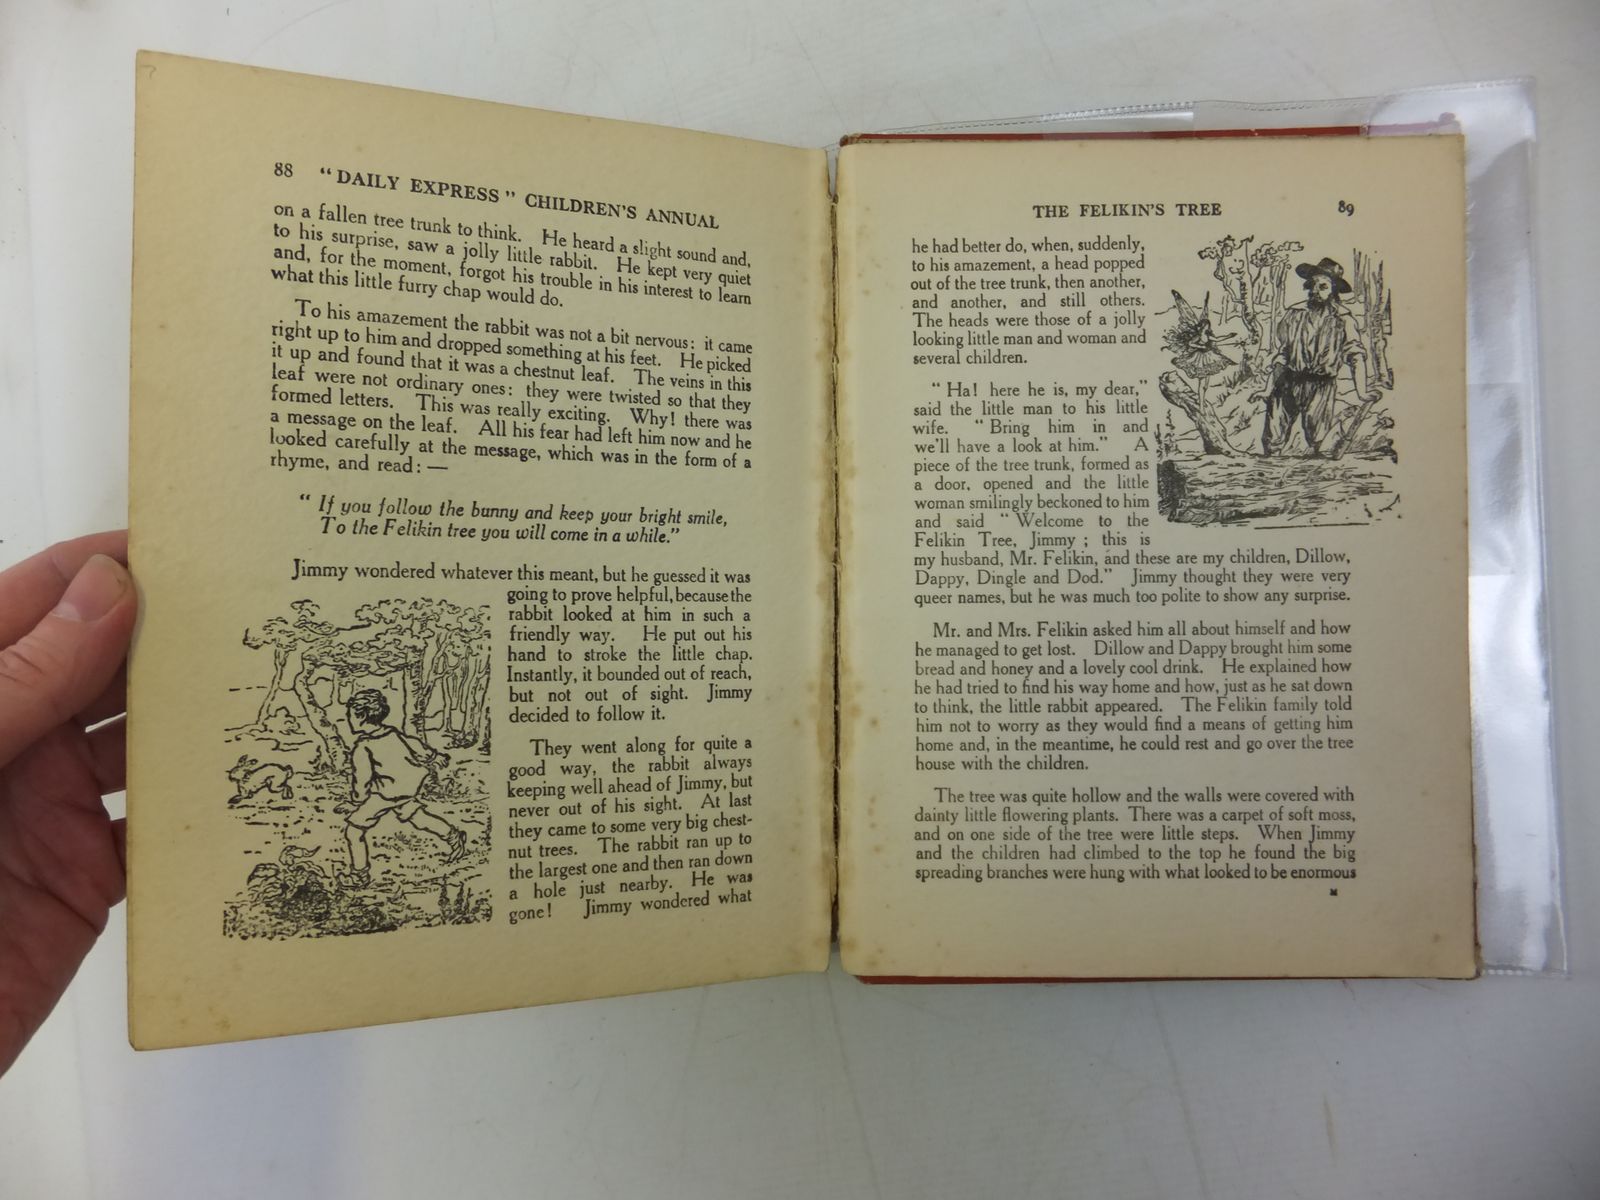 88 "DAILY EXPRESS" CHILDREN'S ANNUAL
on a fallen tree trunk to think. He heard a slight sound and,
to his surprise, saw a jolly little rabbit. He kept very quiet
and, for the moment, forgot his trouble in his interest to learn
what this little furry chap would do.
To his amazement the rabbit was not a bit nervous: it came
right up to him and dropped something at his feet. He picked
it up and found that it was a chestnut leaf. The veins in this
leaf were not ordinary ones: they were twisted so that they
formed letters. This was really exciting. Why! there was
a message on the leaf. All his fear had left him now and he
looked carefully at the message, which was in the form of a
rhyme, and read: —
"If you follow the bunny and keep your bright smile,
To the Felikin tree you will come in a while."
Jimmy wondered whatever this meant, but he guessed it was
going to prove helpful, because the
rabbit looked at him in such a
friendly way. He put out his
hand to stroke the little chap.
Instantly, it bounded out of reach,
but not out of sight. Jimmy
decided to follow it.
They went along for quite a
good way, the rabbit always
keeping well ahead of Jimmy, but
never out of his sight. At last
they came to some very big chest-
nut trees. The rabbit ran up to
the largest one and then ran down
a hole just nearby. He was
gone! Jimmy wondered what
THE FELIKIN'S TREE 89
he had better do, when, suddenly,
to his amazement, a head popped
out of the tree trunk, then another,
and another, and still others.
The heads were those of a jolly
looking little man and woman and
several children.
"Ha! here he is, my dear,"
said the little man to his little
wife. "Bring him in and
we'll have a look at him." A
piece of the tree trunk, formed as
a door, opened and the little
woman smilingly beckoned to him
and said "Welcome to the
Felikin Tree, Jimmy; this is
my husband, Mr. Felikin, and these are my children, Dillow,
Dappy, Dingle and Dod." Jimmy thought they were very
queer names, but he was much too polite to show any surprise.
Mr. and Mrs. Felikin asked him all about himself and how
he managed to get lost. Dillow and Dappy brought him some
bread and honey and a lovely cool drink. He explained how
he had tried to find his way home and how, just as he sat down
to think, the little rabbit appeared. The Felikin family told
him not to worry as they would find a means of getting him
home and, in the meantime, he could rest and go over the tree
house with the children.
The tree was quite hollow and the walls were covered with
dainty little flowering plants. There was a carpet of soft moss,
and on one side of the tree were little steps. When Jimmy
and the children had climbed to the top he found the big
spreading branches were hung with what looked to be enormous
M